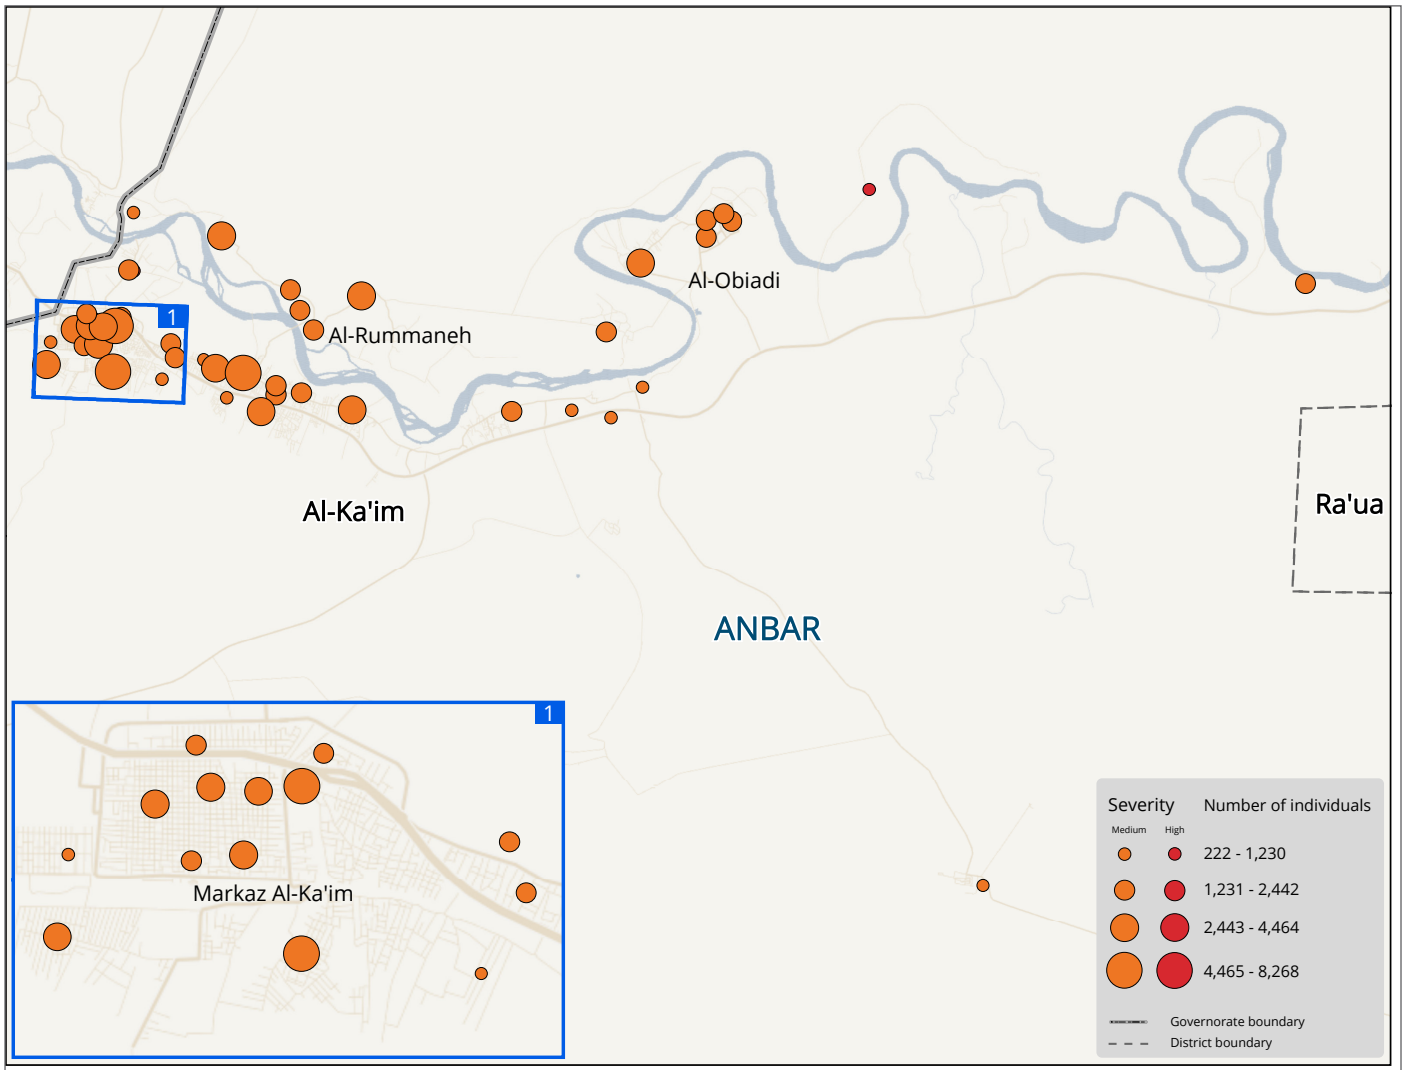 Al-Obiadi
1
Al-Rummaneh
Al-Ka'im
Ra'ua
ANBAR
1
Markaz Al-Ka'im
Severity Number of individuals
Medium High
222 - 1,230
1,231 - 2,442
2,443 - 4,464
4,465 - 8,268
Governorate boundary
District boundary